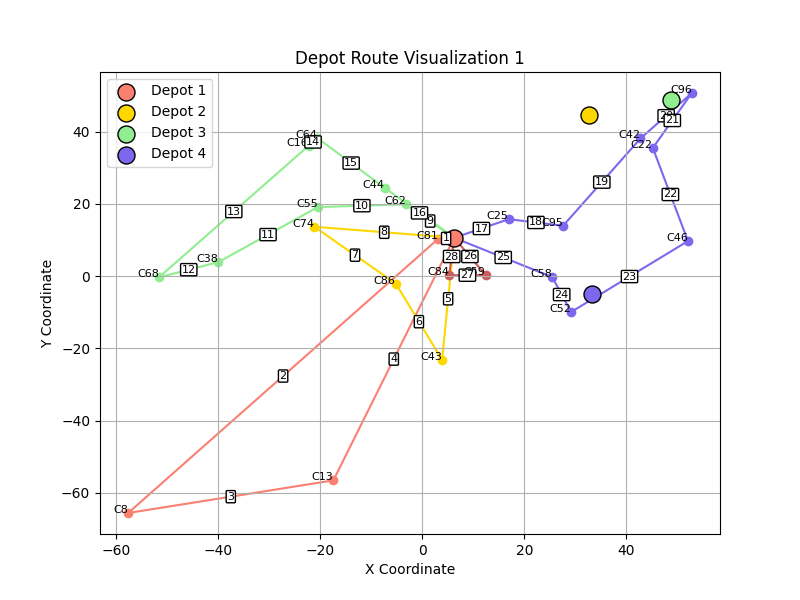 Depot Route Visualization 1
Depot 1
Depot 2
Depot 3
Depot 4
C96
21
C42
C22
C64
14
15
C44
C62
C55
10
16
9
13
11
C38
12
C68
C74
8
C81
1
7
C86
6
5
C43
C84
27
28
26
17
C25
18
C95
19
22
C46
25
C58
24
C52
23
2
4
3
C8
C13
40
20
0
−20
−40
−60
−60
−40
−20
0
20
40
Y Coordinate
X Coordinate